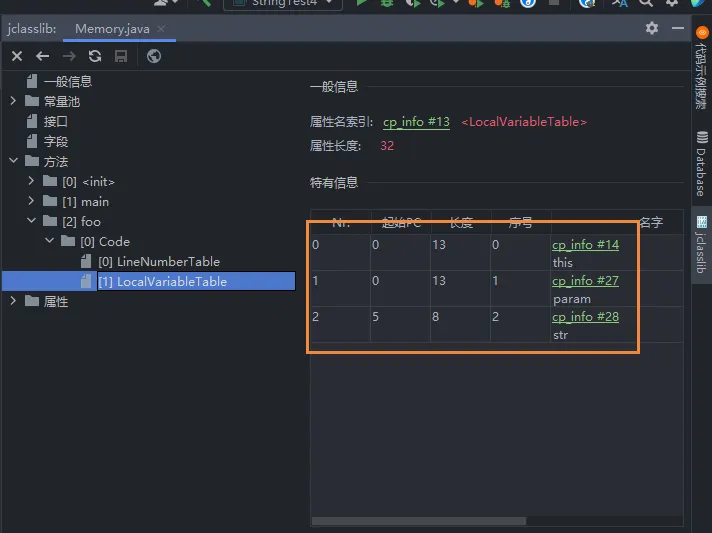 StringTest4
jclasslib:
Memory.java
一般信息
常量池
接口
字段
方法
[0] <init>
[1] main
[2] foo
[0] Code
[0] LineNumberTable
[1] LocalVariableTable
属性
一般信息
属性名索引: cp_info #13 <LocalVariableTable>
属性长度: 32
特有信息
Nr. 起始PC 长度 序号 名字
0 0 13 0 cp_info #14
this
1 0 13 1 cp_info #27
param
2 5 8 2 cp_info #28
str
代码示例搜索
Database
jclasslib